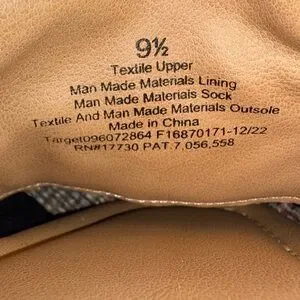 9½
Textile Upper
Man Made Materials Lining
Man Made Materials Sock
Textile And Man Made Materials Outsole
Made in China
Target096072864 F16870171-12/22
RN#17730 PAT.7,056,558